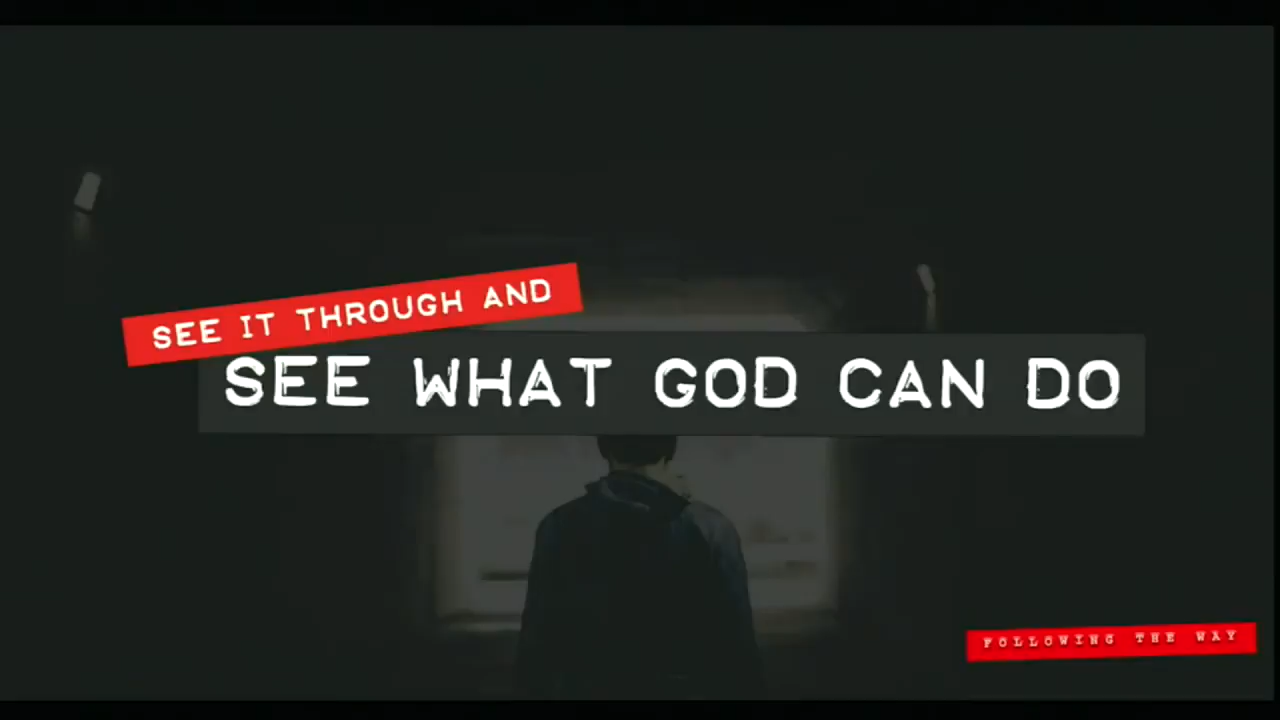 SEE IT THROUGH AND
SEE WHAT GOD CAN DO
FOLLOWING THE WAY